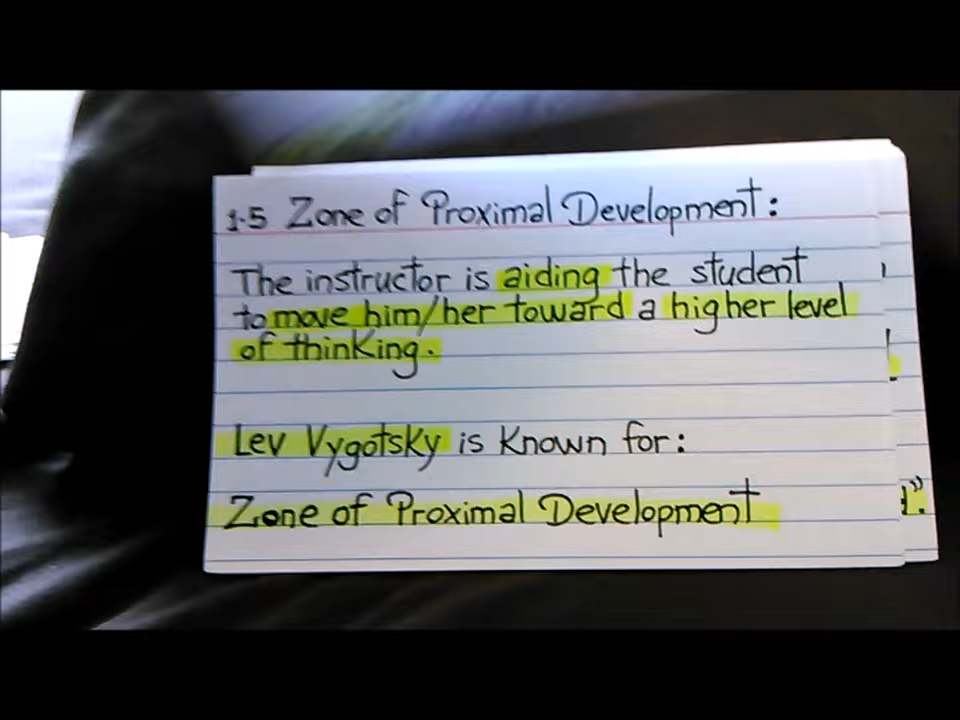 1.5 Zone of Proximal Development:
The instructor is aiding the student
to move him/her toward a higher level
of thinking.
Lev Vygotsky is known for:
Zone of Proximal Development